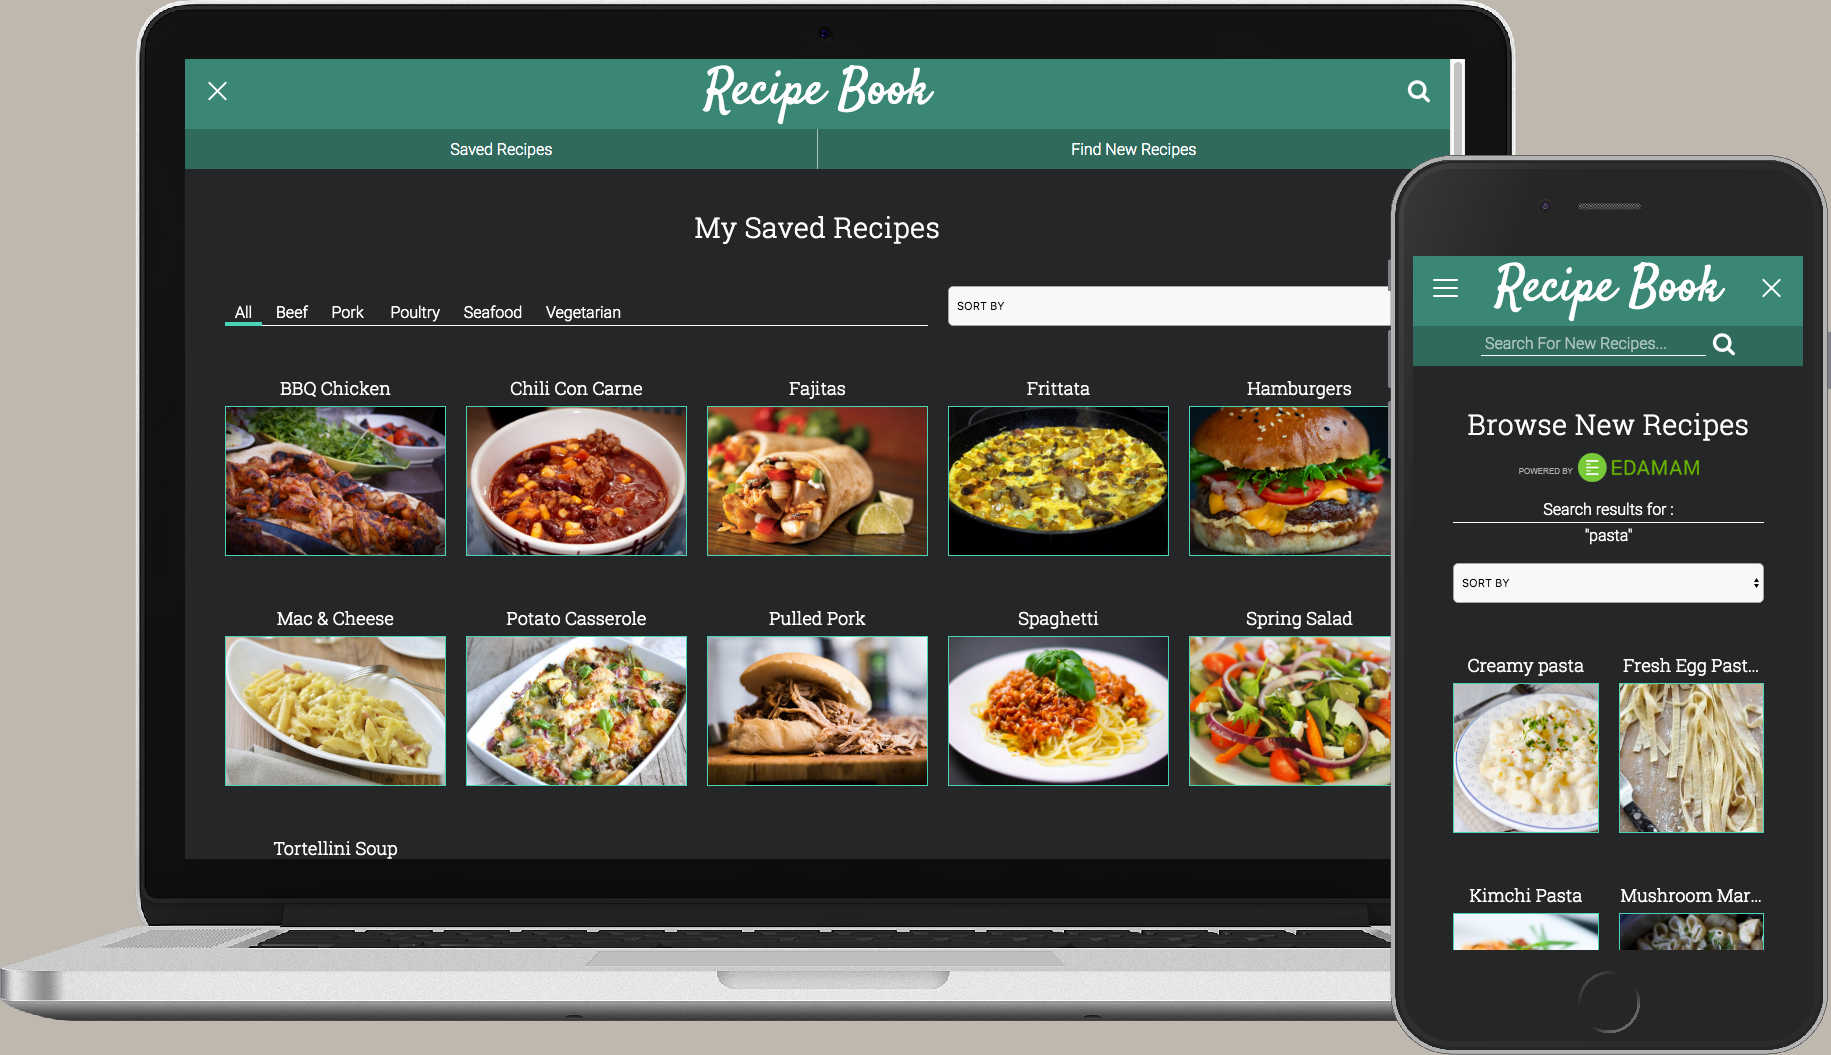 Recipe Book
Saved Recipes
Find New Recipes
My Saved Recipes
All Beef Pork Poultry Seafood Vegetarian
SORT BY
BBQ Chicken
Chili Con Carne
Fajitas
Frittata
Hamburgers
Mac & Cheese
Potato Casserole
Pulled Pork
Spaghetti
Spring Salad
Tortellini Soup
Recipe Book
Search For New Recipes...
Browse New Recipes
POWERED BY EDAMAM
Search results for :
"pasta"
SORT BY
Creamy pasta
Fresh Egg Past...
Kimchi Pasta
Mushroom Mar...